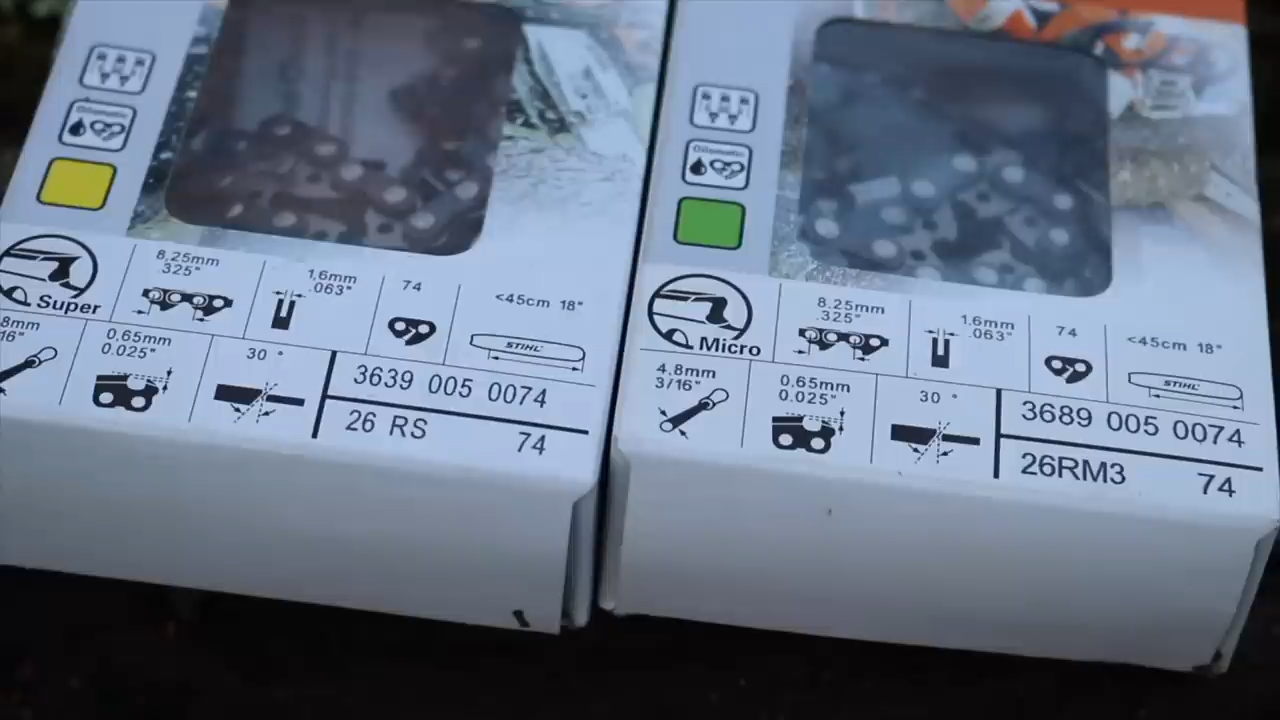 Oilomatic
Super
8,25mm
.325"
1,6mm
.063"
74
<45cm 18"
STIHL
8mm
16"
0.65mm
0.025"
30 °
3639 005 0074
26 RS 74
Oilomatic
Micro
8.25mm
.325"
1.6mm
.063"
74
<45cm 18"
STIHL
4.8mm
3/16"
0.65mm
0.025"
30 °
3689 005 0074
26RM3 74